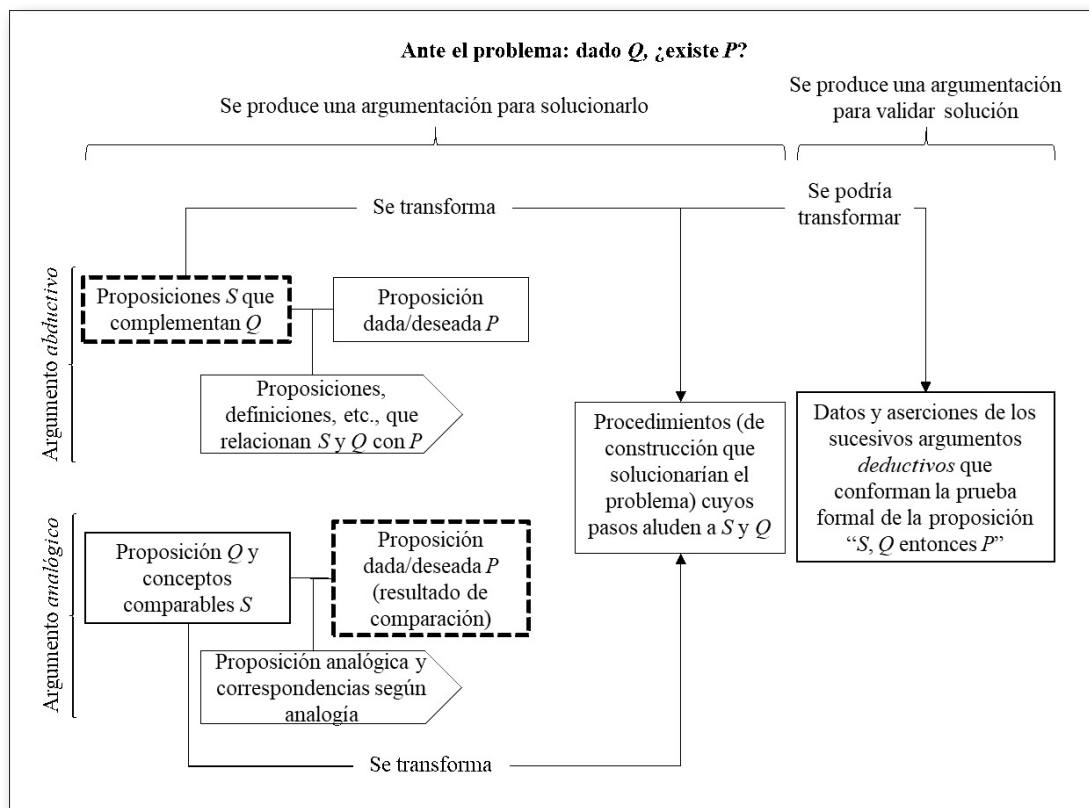 Ante el problema: dado Q, ¿existe P?
Se produce una argumentación para solucionarlo
Se produce una argumentación
para validar solución
Se transforma
Se podría
transformar
Argumento abductivo
Proposiciones S que
complementan Q
Proposición
dada/deseada P
Proposiciones,
definiciones, etc., que
relacionan S y Q con P
Procedimientos (de
construcción que
solucionarían el
problema) cuyos
pasos aluden a S y Q
Datos y aserciones de los
sucesivos argumentos
deductivos que
conforman la prueba
formal de la proposición
“S, Q entonces P”
Argumento analógico
Proposición Q y
conceptos
comparables S
Proposición
dada/deseada P
(resultado de
comparación)
Proposición analógica y
correspondencias según
analogía
Se transforma